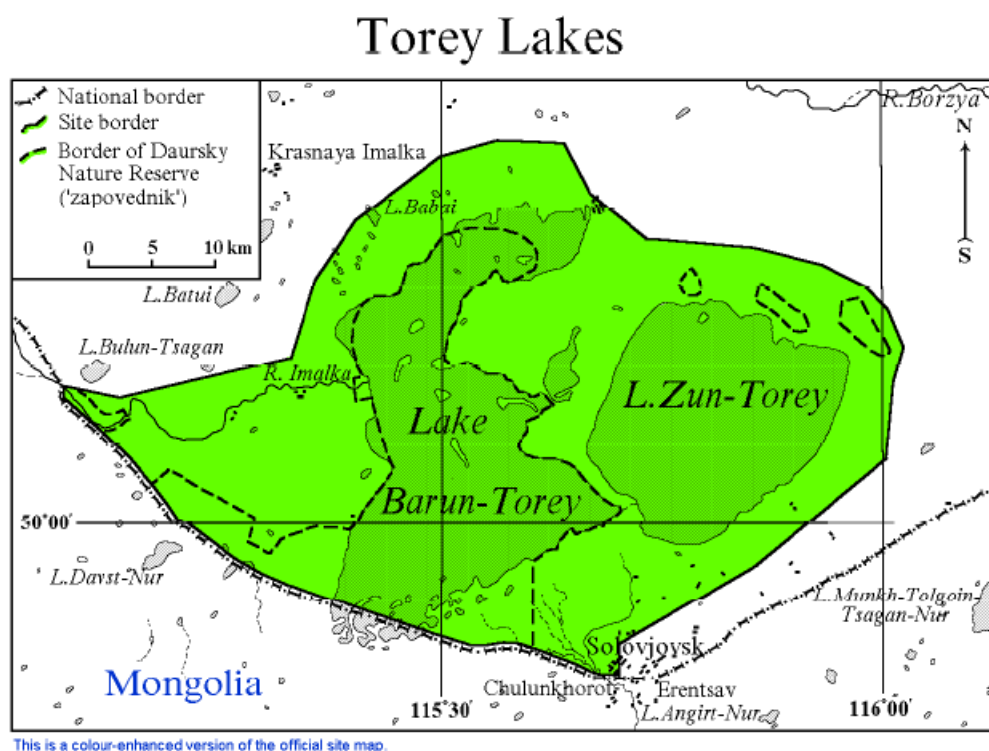 Torey Lakes
National border
Site border
Border of Daursky
Nature Reserve
('zapovednik')
0 5 10 km
R.Borzya
N
S
Krasnaya Imalka
L.Babai
L.Batui
L.Bulun-Tsagan
R. Imalka
Lake
Barun-Torey
L.Zun-Torey
50°00'
L.Davst-Nur
L.Munkh-Tolgoin-
Tsagan-Nur
Mongolia
Solovjovsk
Chulunkhorot
Erentsav
L.Angirt-Nur
115°30'
116°00'
This is a colour-enhanced version of the official site map.